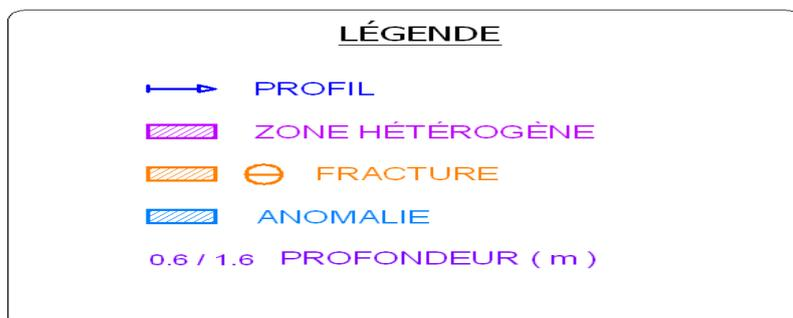 LÉGENDE
PROFIL
ZONE HÉTÉROGÈNE
FRACTURE
ANOMALIE
0.6 / 1.6 PROFONDEUR ( m )